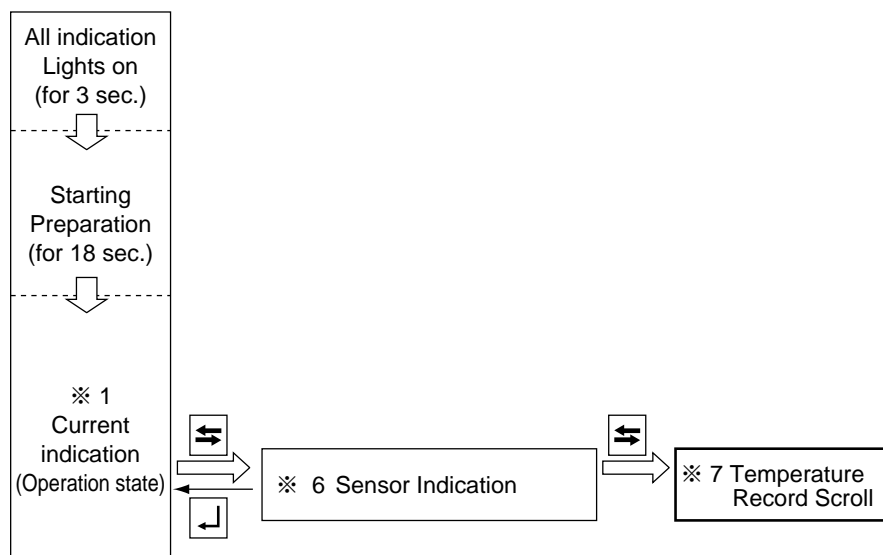 All indication
Lights on
(for 3 sec.)
Starting
Preparation
(for 18 sec.)
※ 1
Current
indication
(Operation state)
※ 6 Sensor Indication
※ 7 Temperature
Record Scroll